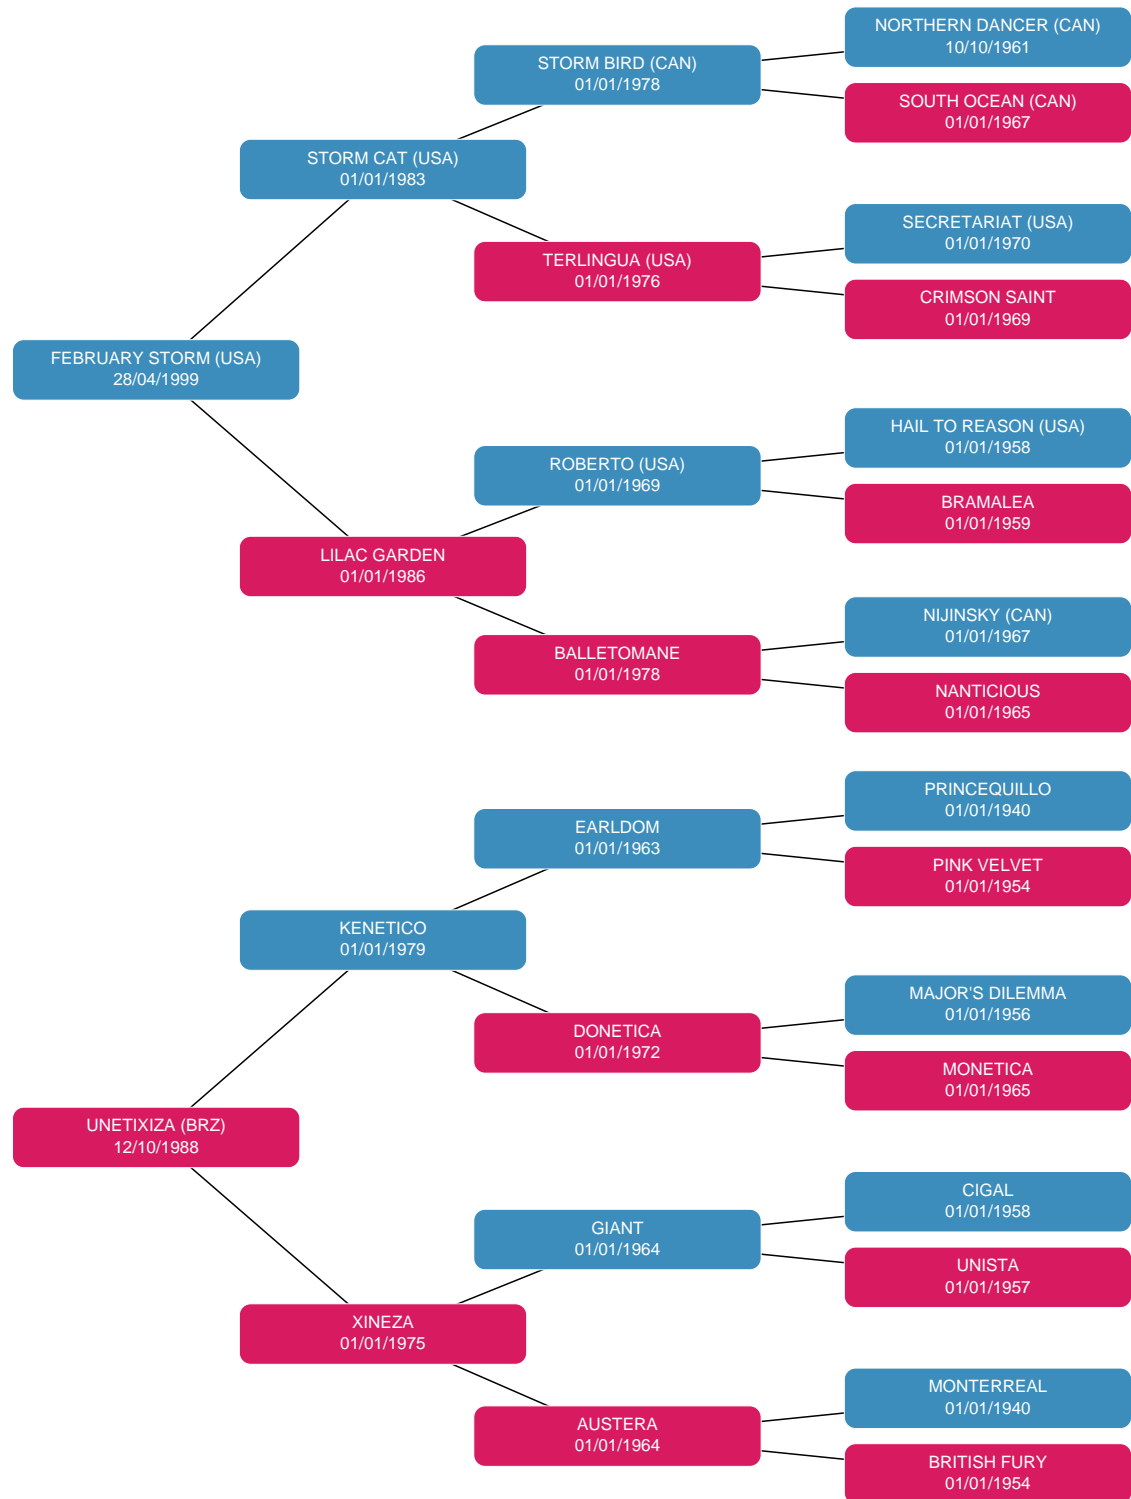 NORTHERN DANCER (CAN)
10/10/1961
STORM BIRD (CAN)
01/01/1978
SOUTH OCEAN (CAN)
01/01/1967
STORM CAT (USA)
01/01/1983
SECRETARIAT (USA)
01/01/1970
TERLINGUA (USA)
01/01/1976
CRIMSON SAINT
01/01/1969
FEBRUARY STORM (USA)
28/04/1999
HAIL TO REASON (USA)
01/01/1958
ROBERTO (USA)
01/01/1969
BRAMALEA
01/01/1959
LILAC GARDEN
01/01/1986
NIJINSKY (CAN)
01/01/1967
BALLETOMANE
01/01/1978
NANTICIOUS
01/01/1965
PRINCEQUILLO
01/01/1940
EARLDOM
01/01/1963
PINK VELVET
01/01/1954
KENETICO
01/01/1979
MAJOR'S DILEMMA
01/01/1956
DONETICA
01/01/1972
MONETICA
01/01/1965
UNETIXIZA (BRZ)
12/10/1988
CIGAL
01/01/1958
GIANT
01/01/1964
UNISTA
01/01/1957
XINEZA
01/01/1975
MONTERREAL
01/01/1940
AUSTERA
01/01/1964
BRITISH FURY
01/01/1954